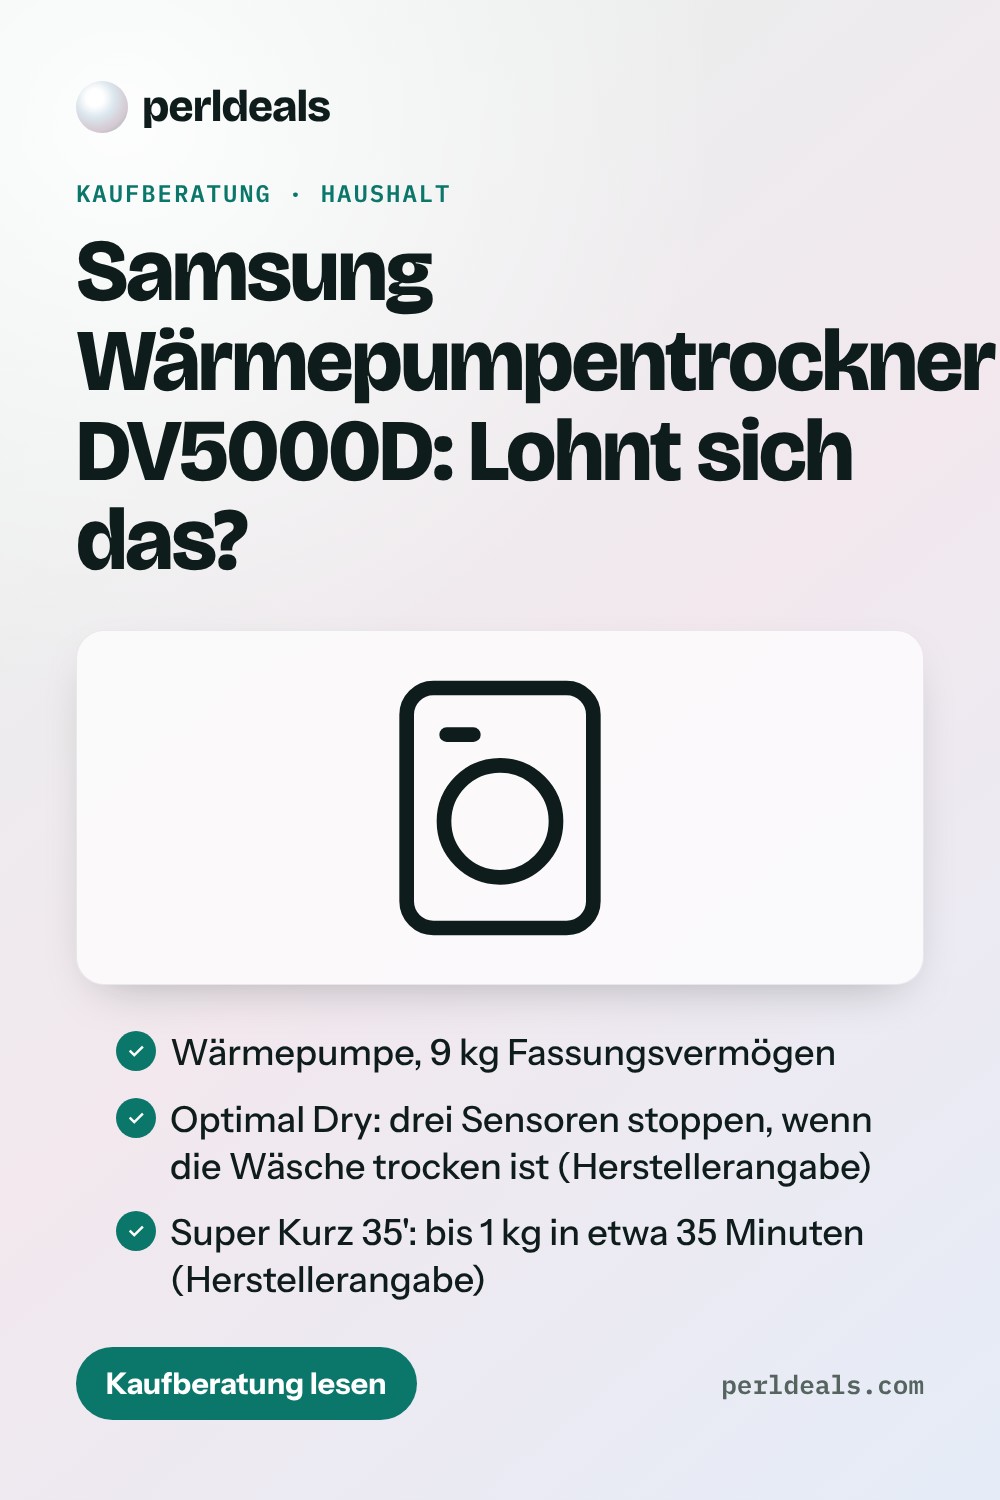 perldeals
KAUFBERATUNG · HAUSHALT
Samsung
Wärmepumpentrockner
DV5000D: Lohnt sich
das?
Wärmepumpe, 9 kg Fassungsvermögen
Optimal Dry: drei Sensoren stoppen, wenn
die Wäsche trocken ist (Herstellerangabe)
Super Kurz 35': bis 1 kg in etwa 35 Minuten
(Herstellerangabe)
Kaufberatung lesen
perldeals.com